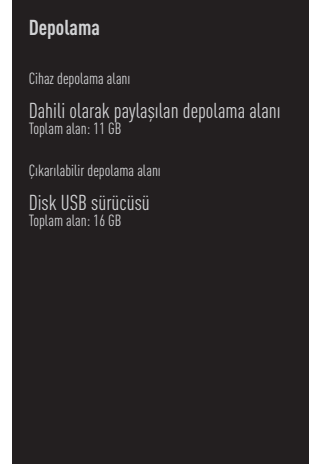 Depolama
Cihaz depolama alanı
Dahili olarak paylaşılan depolama alanı
Toplam alan: 11 GB
Çıkarılabilir depolama alanı
Disk USB sürücüsü
Toplam alan: 16 GB